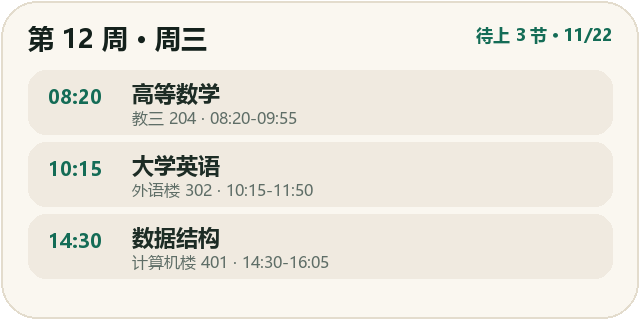 第 12 周 · 周三
待上 3 节 · 11/22
08:20
高等数学
教三 204 · 08:20-09:55
10:15
大学英语
外语楼 302 · 10:15-11:50
14:30
数据结构
计算机楼 401 · 14:30-16:05